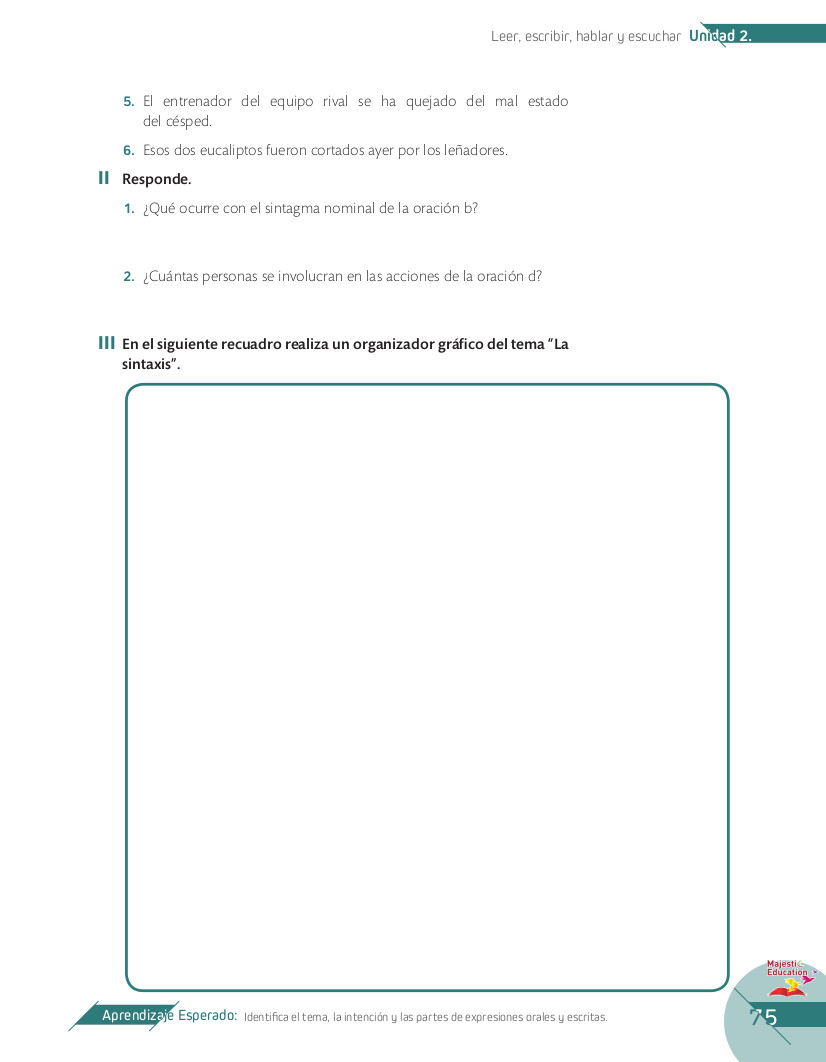 Leer, escribir, hablar y escuchar Unidad 2.
5. El entrenador del equipo rival se ha quejado del mal estado
del césped.
6. Esos dos eucaliptos fueron cortados ayer por los leñadores.
II Responde.
1. ¿Qué ocurre con el sintagma nominal de la oración b?
2. ¿Cuántas personas se involucran en las acciones de la oración d?
III En el siguiente recuadro realiza un organizador gráfico del tema “La
sintaxis”.
Majestic
Education
Aprendizaje Esperado: Identifica el tema, la intención y las partes de expresiones orales y escritas.
75